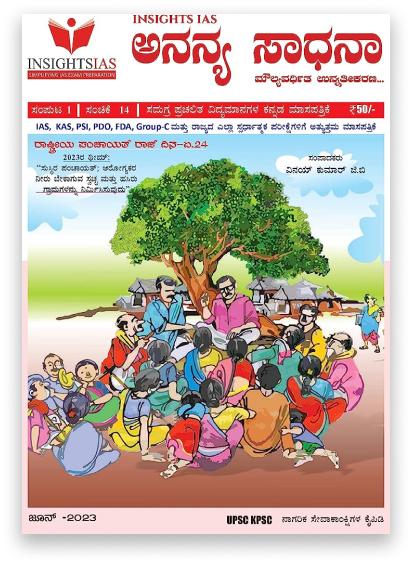 INSIGHTS IAS
ಅನನ್ಯ ಸಾಧನಾ
INSIGHTSIAS
SIMPLIFYING IAS EXAM PREPARATION
ಮೌಲ್ಯವರ್ಧಿತ ಉನ್ನತೀಕರಣ...
ಸಂಪುಟ 1 | ಸಂಚಿಕೆ 14 | ಸಮಗ್ರ ಪ್ರಚಲಿತ ವಿದ್ಯಮಾನಗಳ ಕನ್ನಡ ಮಾಸಪತ್ರಿಕೆ ₹50/-
IAS, KAS, PSI, PDO, FDA, Group-C ಮತ್ತು ರಾಜ್ಯದ ಎಲ್ಲಾ ಸ್ಪರ್ಧಾತ್ಮಕ ಪರೀಕ್ಷೆಗಳಿಗೆ ಅತ್ಯುತ್ತಮ ಮಾಸಪತ್ರಿಕೆ
ರಾಷ್ಟ್ರೀಯ ಪಂಚಾಯತ್ ರಾಜ್ ದಿನ-ಏ.24
2023ರ ಥೀಮ್:
"ಸುಸ್ಥಿರ ಪಂಚಾಯತ್; ಆರೋಗ್ಯಕರ
ನೀರು ಬೇಕಾಗುವ ಸ್ವಚ್ಛ ಮತ್ತು ಹಸಿರು
ಗ್ರಾಮಗಳನ್ನು ನಿರ್ಮಿಸುವುದು"
ಸಂಪಾದಕರು
ವಿನಯ್ ಕುಮಾರ್ ಜಿ.ಬಿ
ಜೂನ್ -2023
UPSC KPSC ನಾಗರಿಕ ಸೇವಾಕಾಂಕ್ಷಿಗಳ ಕೈಪಿಡಿ